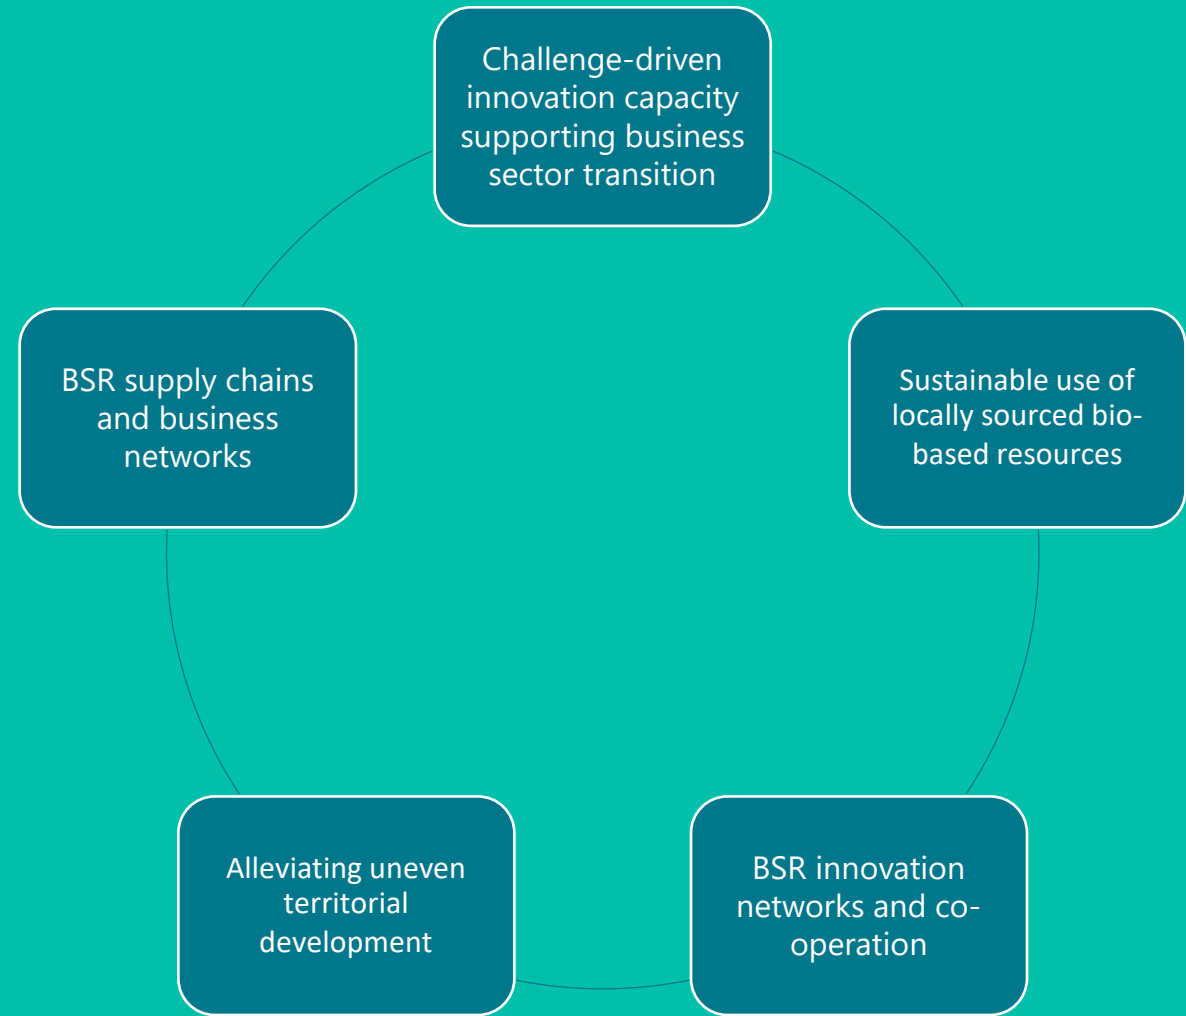 Challenge-driven
innovation capacity
supporting business
sector transition
BSR supply chains
and business
networks
Sustainable use of
locally sourced bio-
based resources
Alleviating uneven
territorial
development
BSR innovation
networks and co-
operation